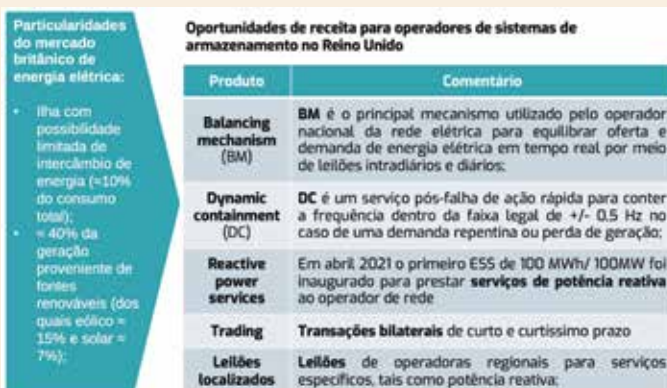 Particularidades
do mercado
britânico de
energia elétrica:
• Ilha com
possibilidade
limitada de
intercâmbio de
energia (≈10%
do consumo
total);
• ≈ 40% da
geração
proveniente de
fontes
renováveis (dos
quais eólico ≈
15% e solar ≈
7%);
Oportunidades de receita para operadores de sistemas de
armazenamento no Reino Unido
Produto
Comentário
Balancing
mechanism
(BM)
BM é o principal mecanismo utilizado pelo operador
nacional da rede elétrica para equilibrar oferta e
demanda de energia elétrica em tempo real por meio
de leilões intradiários e diários;
Dynamic
containment
(DC)
DC é um serviço pós-falha de ação rápida para conter
a frequência dentro da faixa legal de +/- 0,5 Hz no
caso de uma demanda repentina ou perda de geração;
Reactive
power
services
Em abril 2021 o primeiro ESS de 100 MWh/ 100MW foi
inaugurado para prestar serviços de potência reativa
ao operador de rede
Trading
Transações bilaterais de curto e curtíssimo prazo
Leilões
localizados
Leilões de operadoras regionais para serviços
específicos, tais como potência reativa;